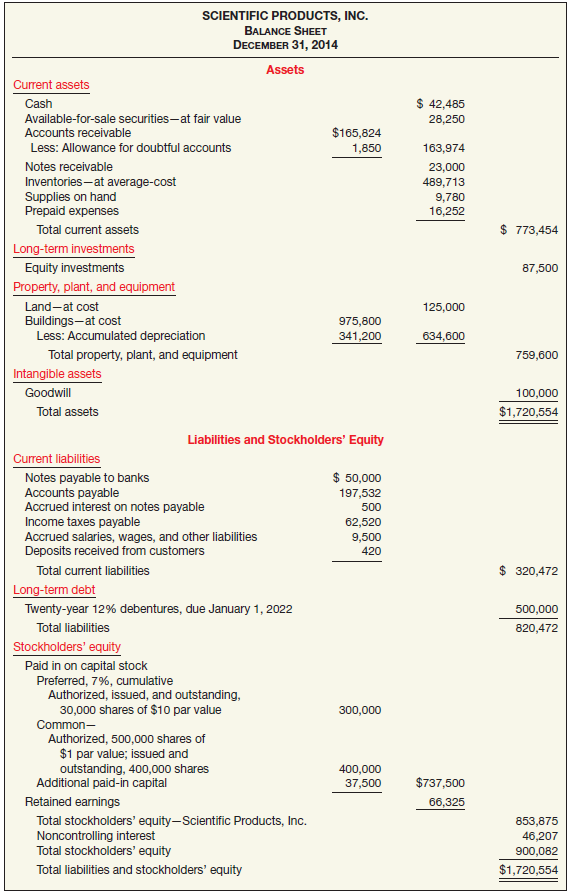 SCIENTIFIC PRODUCTS, INC.
BALANCE SHEET
DECEMBER 31, 2014
Assets
Current assets
Cash $ 42,485
Available-for-sale securities—at fair value 28,250
Accounts receivable $165,824
Less: Allowance for doubtful accounts 1,850 163,974
Notes receivable 23,000
Inventories—at average-cost 489,713
Supplies on hand 9,780
Prepaid expenses 16,252
Total current assets $ 773,454
Long-term investments
Equity investments 87,500
Property, plant, and equipment
Land—at cost 125,000
Buildings—at cost 975,800
Less: Accumulated depreciation 341,200 634,600
Total property, plant, and equipment 759,600
Intangible assets
Goodwill 100,000
Total assets $1,720,554
Liabilities and Stockholders' Equity
Current liabilities
Notes payable to banks $ 50,000
Accounts payable 197,532
Accrued interest on notes payable 500
Income taxes payable 62,520
Accrued salaries, wages, and other liabilities 9,500
Deposits received from customers 420
Total current liabilities $ 320,472
Long-term debt
Twenty-year 12% debentures, due January 1, 2022 500,000
Total liabilities 820,472
Stockholders' equity
Paid in on capital stock
Preferred, 7%, cumulative
Authorized, issued, and outstanding,
30,000 shares of $10 par value 300,000
Common—
Authorized, 500,000 shares of
$1 par value; issued and
outstanding, 400,000 shares 400,000
Additional paid-in capital 37,500 $737,500
Retained earnings 66,325
Total stockholders' equity—Scientific Products, Inc. 853,875
Noncontrolling interest 46,207
Total stockholders' equity 900,082
Total liabilities and stockholders' equity $1,720,554